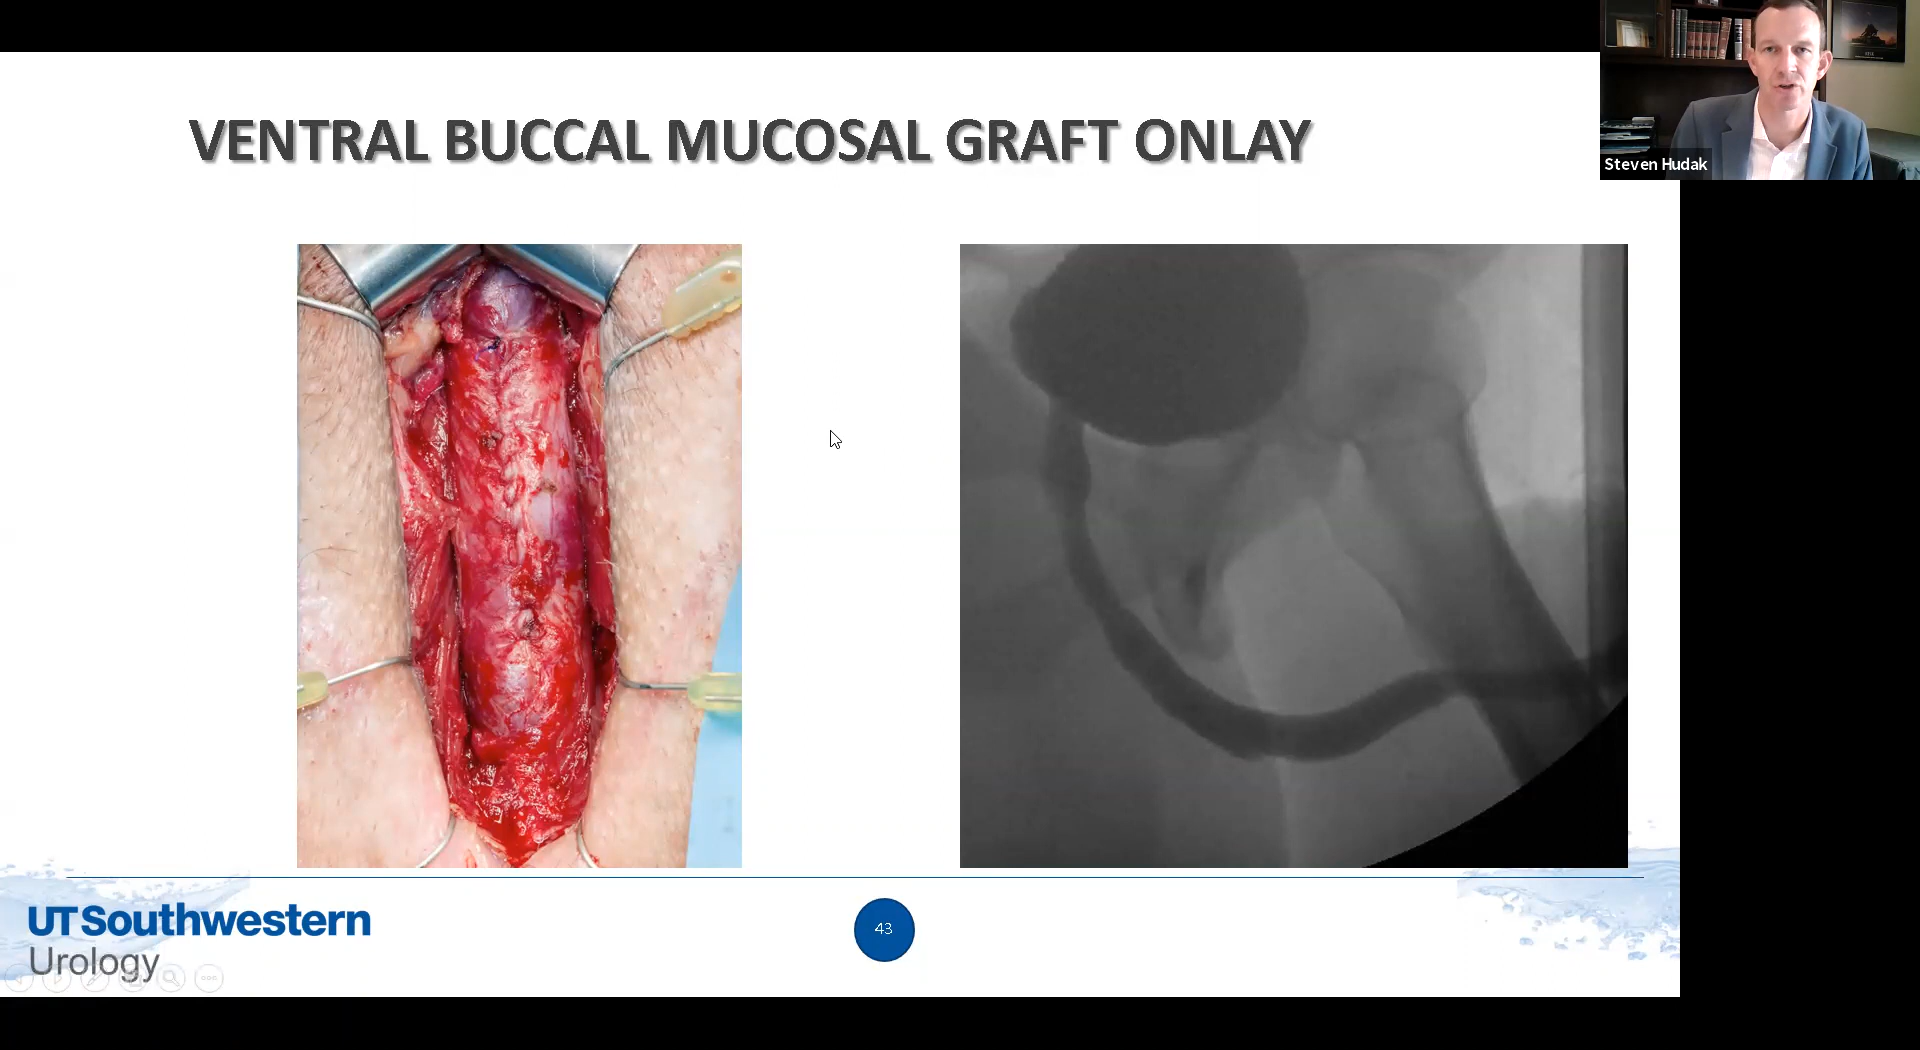 VENTRAL BUCCAL MUCOSAL GRAFT ONLAY
Steven Hudak
UTSouthwestern
Urology
43